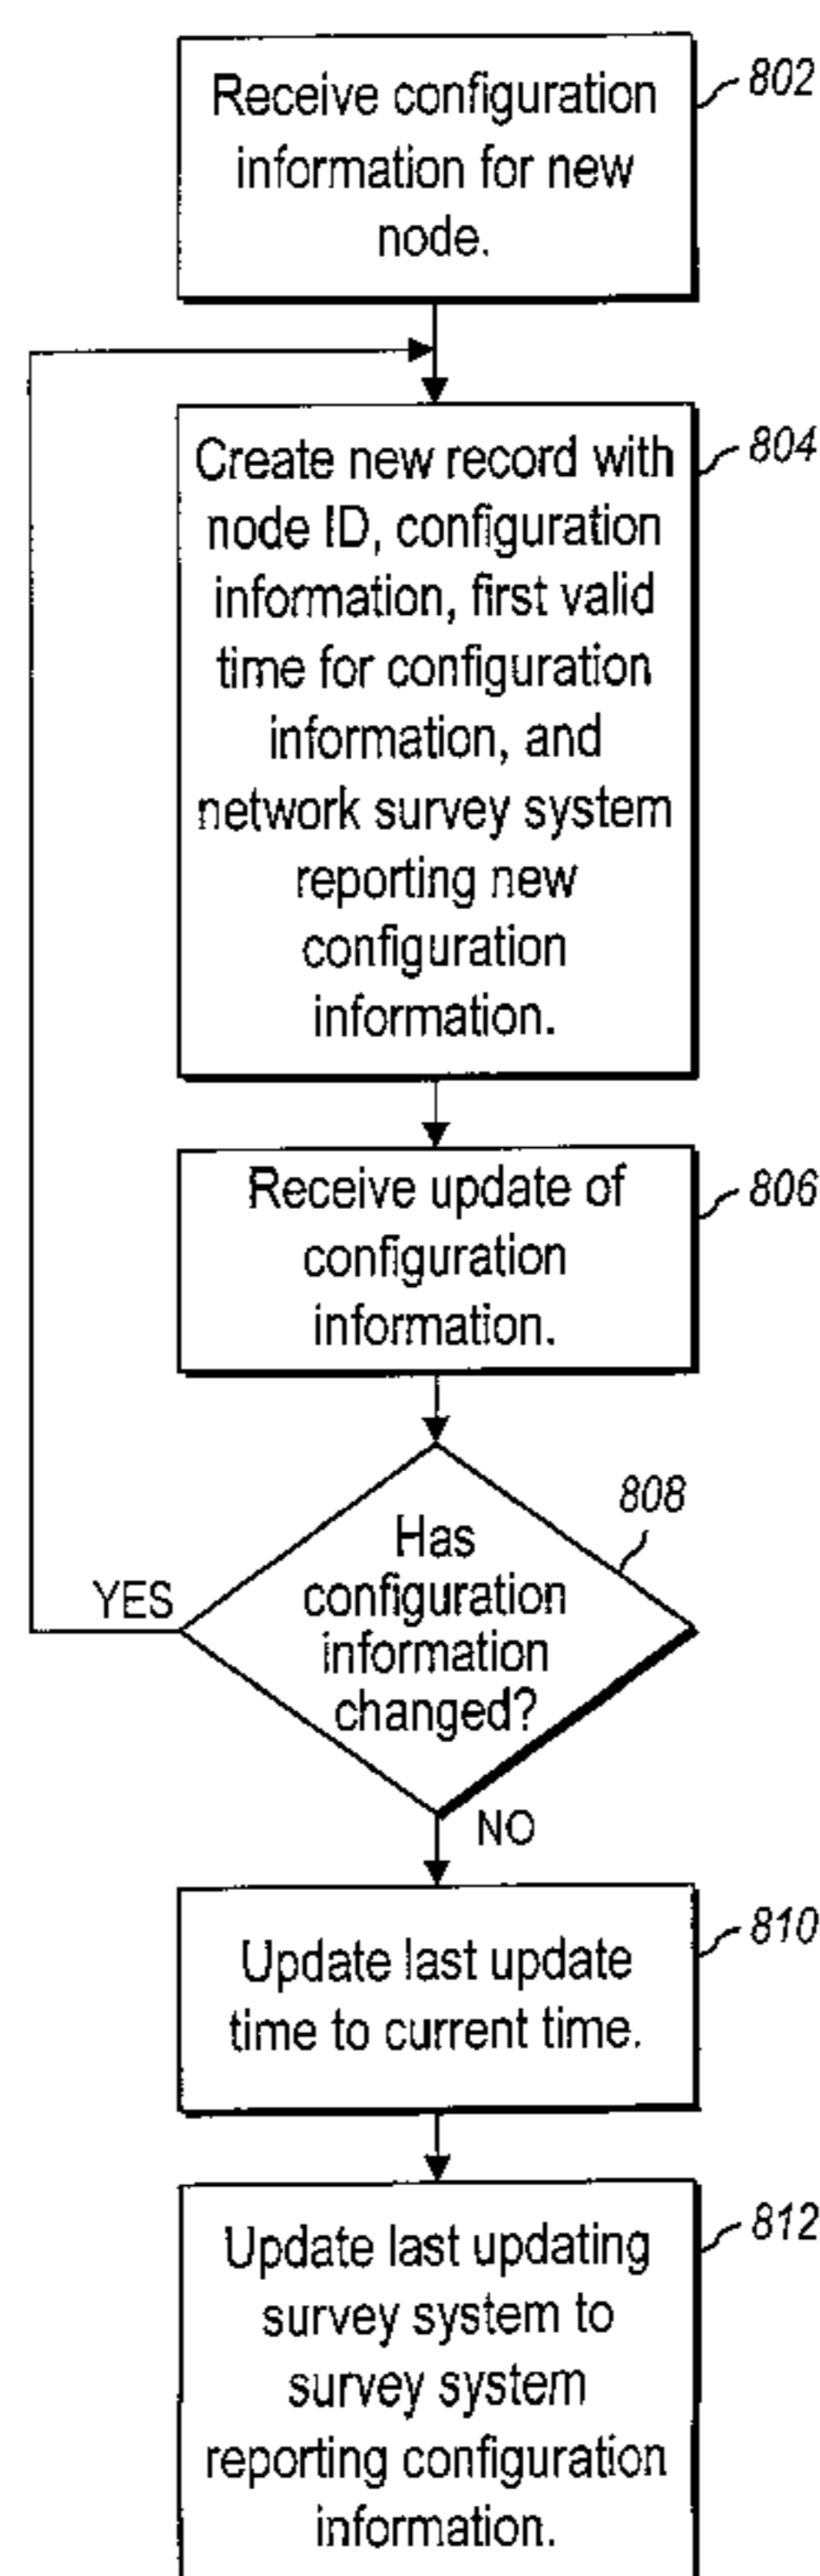 Receive configuration
information for new
node.
802
Create new record with
node ID, configuration
information, first valid
time for configuration
information, and
network survey system
reporting new
configuration
information.
804
Receive update of
configuration
information.
806
Has
configuration
information
changed?
808
YES
NO
Update last update
time to current time.
810
Update last updating
survey system to
survey system
reporting configuration
information.
812